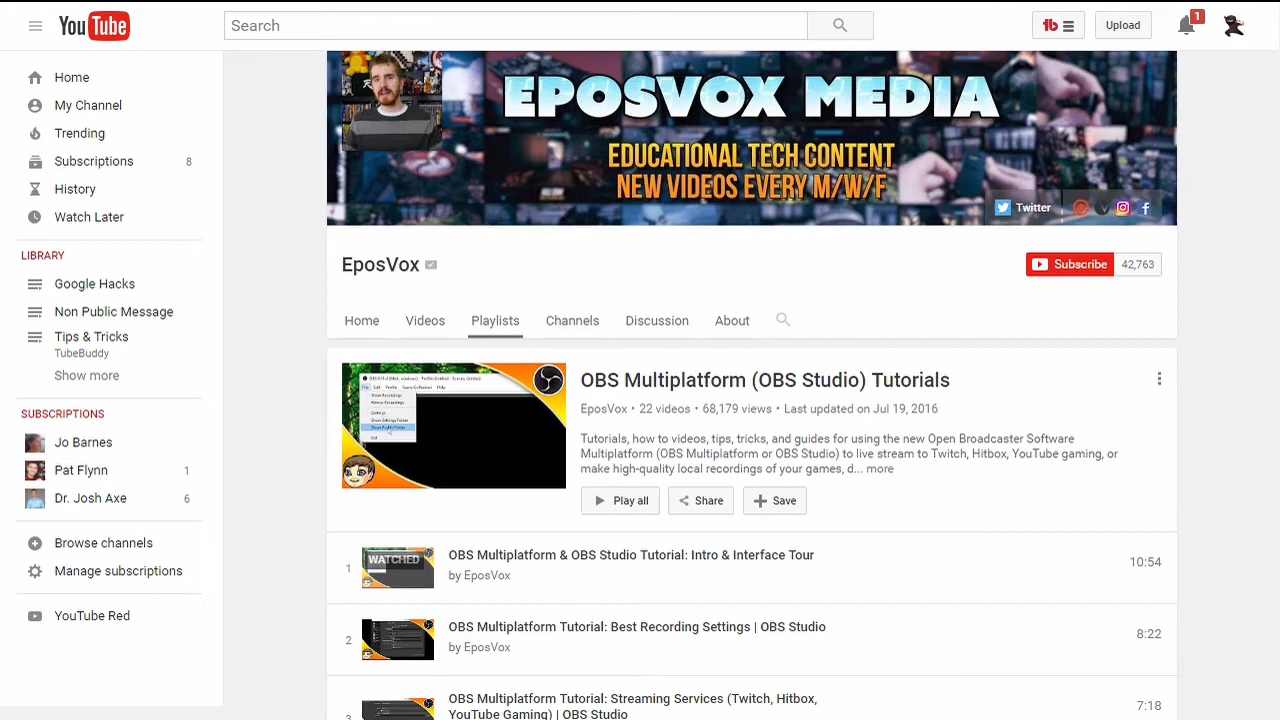 YouTube
Search
Upload
1
Home
My Channel
Trending
Subscriptions 8
History
Watch Later
LIBRARY
Google Hacks
Non Public Message
Tips & Tricks
TubeBuddy
Show more
SUBSCRIPTIONS
Jo Barnes
Pat Flynn 1
Dr. Josh Axe 6
Browse channels
Manage subscriptions
YouTube Red
EPOSVOX MEDIA
EDUCATIONAL TECH CONTENT
NEW VIDEOS EVERY M/W/F
Twitter
EposVox
Subscribe 42,763
Home Videos Playlists Channels Discussion About
OBS Multiplatform (OBS Studio) Tutorials
EposVox • 22 videos • 68,179 views • Last updated on Jul 19, 2016
Tutorials, how to videos, tips, tricks, and guides for using the new Open Broadcaster Software
Multiplatform (OBS Multiplatform or OBS Studio) to live stream to Twitch, Hitbox, YouTube gaming, or
make high-quality local recordings of your games, d... more
Play all Share Save
1
WATCHED
OBS Multiplatform & OBS Studio Tutorial: Intro & Interface Tour
by EposVox
10:54
2
OBS Multiplatform Tutorial: Best Recording Settings | OBS Studio
by EposVox
8:22
3
OBS Multiplatform Tutorial: Streaming Services (Twitch, Hitbox,
YouTube Gaming) | OBS Studio
7:18